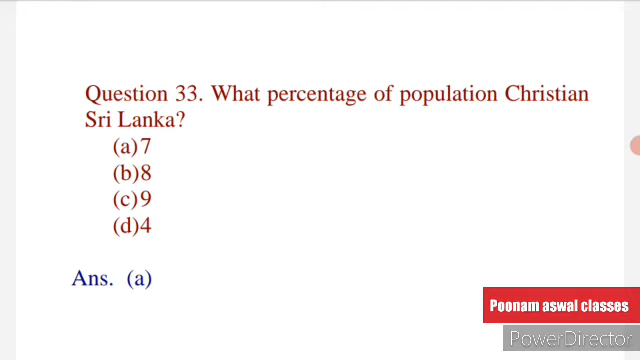 Question 33. What percentage of population Christian
Sri Lanka?
(a)7
(b)8
(c)9
(d)4
Ans. (a)
Poonam aswal classes
PowerDirector